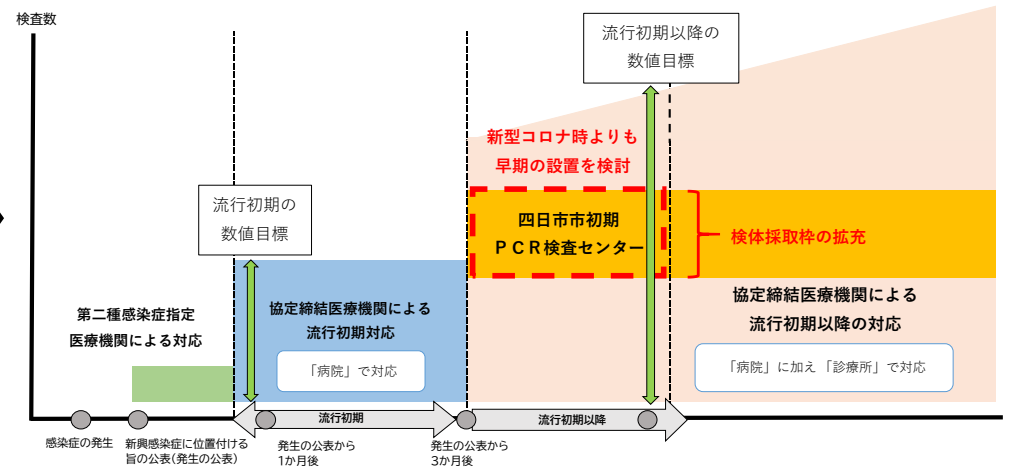 検査数
流行初期以降の
数値目標
新型コロナ時よりも
早期の設置を検討
流行初期の
数値目標
四日市市初期
ＰＣＲ検査センター
検体採取枠の拡充
第二種感染症指定
医療機関による対応
協定締結医療機関による
流行初期対応
「病院」で対応
協定締結医療機関による
流行初期以降の対応
「病院」に加え「診療所」で対応
流行初期
流行初期以降
感染症の発生
新興感染症に位置付ける
旨の公表(発生の公表)
発生の公表から
1か月後
発生の公表から
3か月後